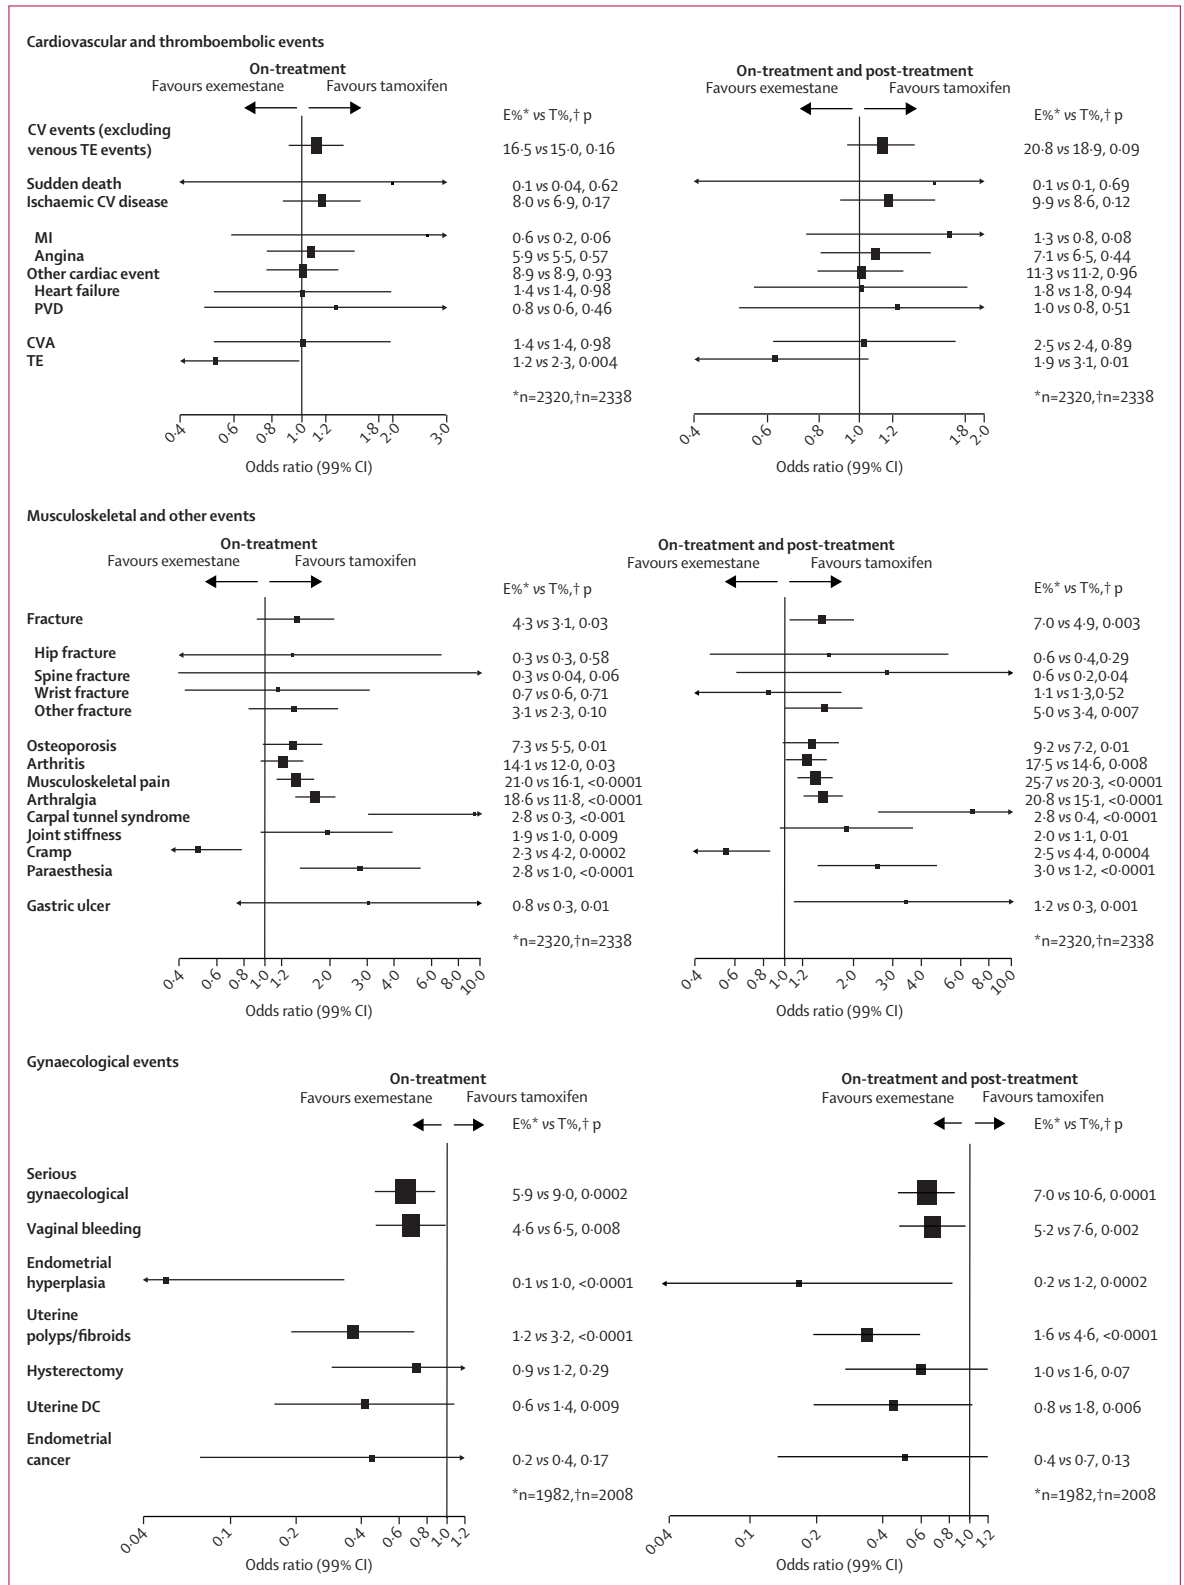 Cardiovascular and thromboembolic events
On-treatment
Favours exemestane Favours tamoxifen
E%* vs T%,† p
On-treatment and post-treatment
Favours exemestane Favours tamoxifen
E%* vs T%,† p
CV events (excluding
venous TE events) 16·5 vs 15·0, 0·16 20·8 vs 18·9, 0·09
Sudden death 0·1 vs 0·04, 0·62 0·1 vs 0·1, 0·69
Ischaemic CV disease 8·0 vs 6·9, 0·17 9·9 vs 8·6, 0·12
MI 0·6 vs 0·2, 0·06 1·3 vs 0·8, 0·08
Angina 5·9 vs 5·5, 0·57 7·1 vs 6·5, 0·44
Other cardiac event 8·9 vs 8·9, 0·93 11·3 vs 11·2, 0·96
Heart failure 1·4 vs 1·4, 0·98 1·8 vs 1·8, 0·94
PVD 0·8 vs 0·6, 0·46 1·0 vs 0·8, 0·51
CVA 1·4 vs 1·4, 0·98 2·5 vs 2·4, 0·89
TE 1·2 vs 2·3, 0·004 1·9 vs 3·1, 0·01
*n=2320,†n=2338 *n=2320,†n=2338
0·4 0·6 0·8 1·0 1·2 1·8 2·0 3·0 0·4 0·6 0·8 1·0 1·2 1·8 2·0
Odds ratio (99% CI) Odds ratio (99% CI)
Musculoskeletal and other events
On-treatment
Favours exemestane Favours tamoxifen
E%* vs T%,† p
On-treatment and post-treatment
Favours exemestane Favours tamoxifen
E%* vs T%,† p
Fracture 4·3 vs 3·1, 0·03 7·0 vs 4·9, 0·003
Hip fracture 0·3 vs 0·3, 0·58 0·6 vs 0·4,0·29
Spine fracture 0·3 vs 0·04, 0·06 0·6 vs 0·2,0·04
Wrist fracture 0·7 vs 0·6, 0·71 1·1 vs 1·3,0·52
Other fracture 3·1 vs 2·3, 0·10 5·0 vs 3·4, 0·007
Osteoporosis 7·3 vs 5·5, 0·01 9·2 vs 7·2, 0·01
Arthritis 14·1 vs 12·0, 0·03 17·5 vs 14·6, 0·008
Musculoskeletal pain 21·0 vs 16·1, <0·0001 25·7 vs 20·3, <0·0001
Arthralgia 18·6 vs 11·8, <0·0001 20·8 vs 15·1, <0·0001
Carpal tunnel syndrome 2·8 vs 0·3, <0·001 2·8 vs 0·4, <0·0001
Joint stiffness 1·9 vs 1·0, 0·009 2·0 vs 1·1, 0·01
Cramp 2·3 vs 4·2, 0·0002 2·5 vs 4·4, 0·0004
Paraesthesia 2·8 vs 1·0, <0·0001 3·0 vs 1·2, <0·0001
Gastric ulcer 0·8 vs 0·3, 0·01 1·2 vs 0·3, 0·001
*n=2320,†n=2338 *n=2320,†n=2338
0·4 0·6 0·8 1·0 1·2 2·0 3·0 4·0 6·0 8·0 10·0 0·4 0·6 0·8 1·0 1·2 2·0 4·0 6·0 8·0 10·0
Odds ratio (99% CI) Odds ratio (99% CI)
Gynaecological events
On-treatment
Favours exemestane Favours tamoxifen
E%* vs T%,† p
On-treatment and post-treatment
Favours exemestane Favours tamoxifen
E%* vs T%,† p
Serious
gynaecological 5·9 vs 9·0, 0·0002 7·0 vs 10·6, 0·0001
Vaginal bleeding 4·6 vs 6·5, 0·008 5·2 vs 7·6, 0·002
Endometrial
hyperplasia 0·1 vs 1·0, <0·0001 0·2 vs 1·2, 0·0002
Uterine
polyps/fibroids 1·2 vs 3·2, <0·0001 1·6 vs 4·6, <0·0001
Hysterectomy 0·9 vs 1·2, 0·29 1·0 vs 1·6, 0·07
Uterine DC 0·6 vs 1·4, 0·009 0·8 vs 1·8, 0·006
Endometrial
cancer 0·2 vs 0·4, 0·17 0·4 vs 0·7, 0·13
*n=1982,†n=2008 *n=1982,†n=2008
0·04 0·1 0·2 0·4 0·6 0·8 1·0 1·2 0·04 0·1 0·2 0·4 0·6 0·8 1·0 1·2
Odds ratio (99% CI) Odds ratio (99% CI)